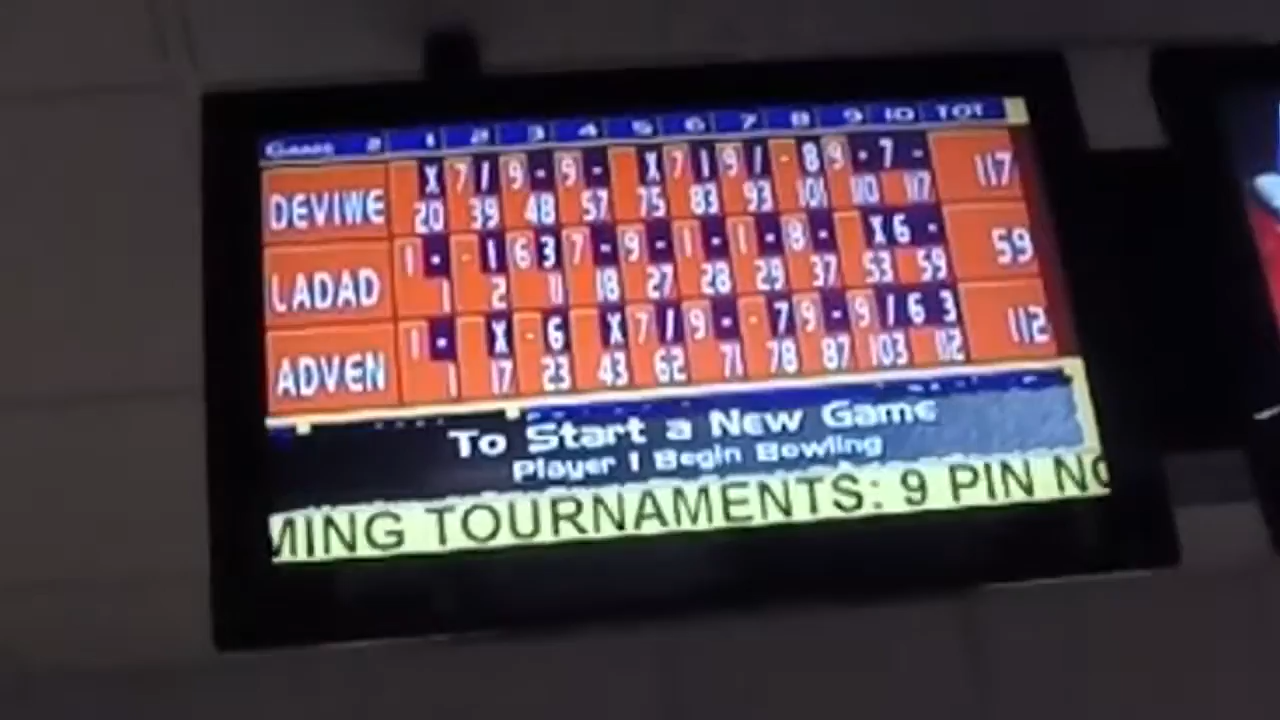 Game 2 1 2 3 4 5 6 7 8 9 10 TOT
X 7 / 9 - 9 - X 7 1 9 / - 8 9 - 7 -
DEVIWE 20 39 48 57 75 83 93 101 110 117 117
1 - - 1 6 3 7 - 9 - 1 - 1 - 8 - X 6 -
LADAD 1 2 11 18 27 28 29 37 53 59 59
1 - X - 6 X 7 / 9 - - 7 9 - 9 / 6 3
ADVEN 1 17 23 43 62 71 78 87 103 112 112
To Start a New Game
Player 1 Begin Bowling
MING TOURNAMENTS: 9 PIN NO